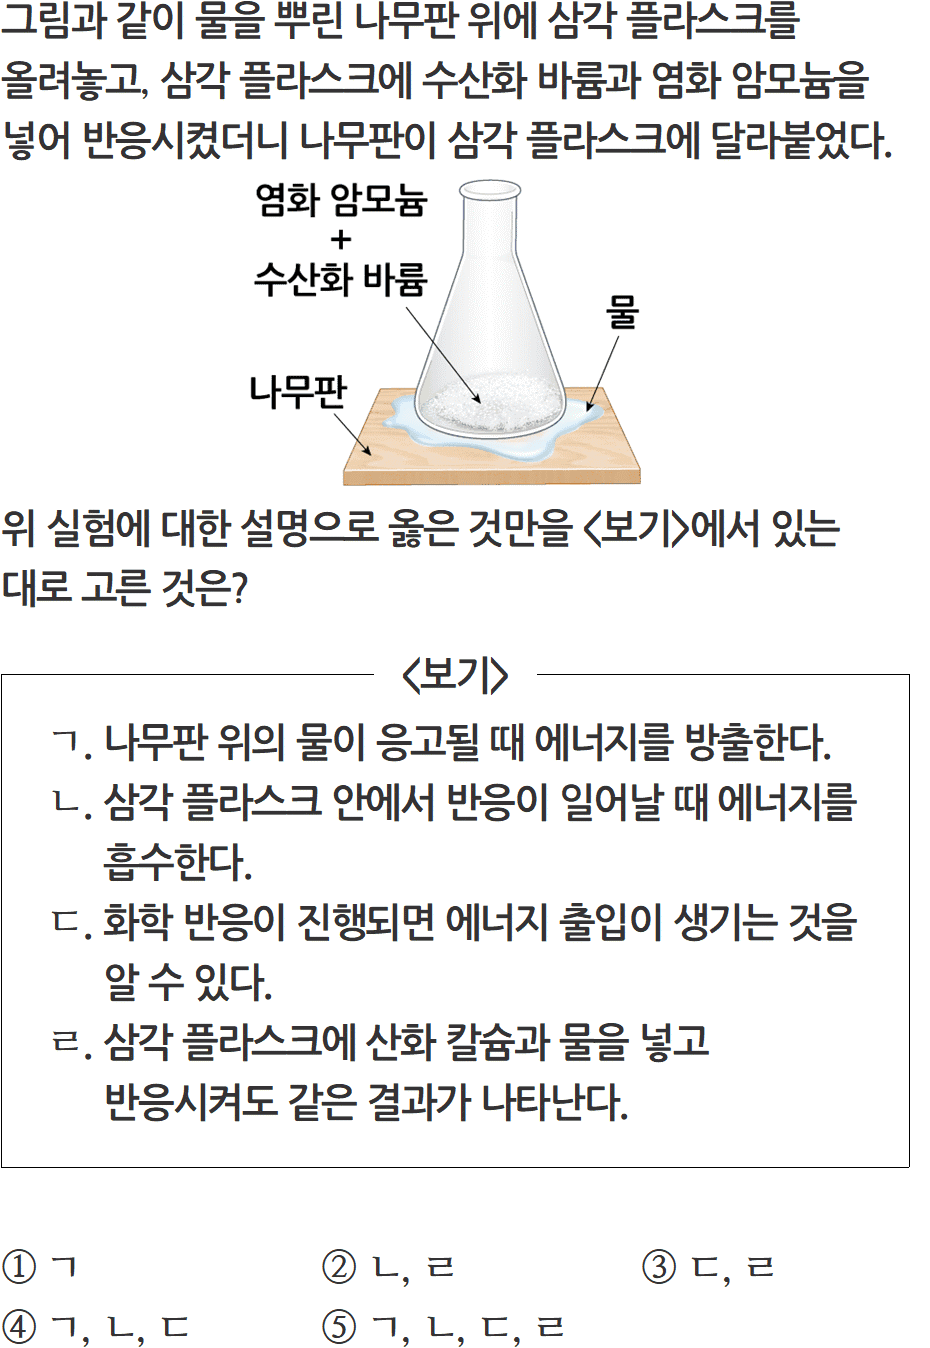 그림과 같이 물을 뿌린 나무판 위에 삼각 플라스크를
올려놓고, 삼각 플라스크에 수산화 바륨과 염화 암모늄을
넣어 반응시켰더니 나무판이 삼각 플라스크에 달라붙었다.
염화 암모늄
+
수산화 바륨
물
나무판
위 실험에 대한 설명으로 옳은 것만을 <보기>에서 있는
대로 고른 것은?
<보기>
ㄱ. 나무판 위의 물이 응고될 때 에너지를 방출한다.
ㄴ. 삼각 플라스크 안에서 반응이 일어날 때 에너지를
흡수한다.
ㄷ. 화학 반응이 진행되면 에너지 출입이 생기는 것을
알 수 있다.
ㄹ. 삼각 플라스크에 산화 칼슘과 물을 넣고
반응시켜도 같은 결과가 나타난다.
① ㄱ ② ㄴ, ㄹ ③ ㄷ, ㄹ
④ ㄱ, ㄴ, ㄷ ⑤ ㄱ, ㄴ, ㄷ, ㄹ